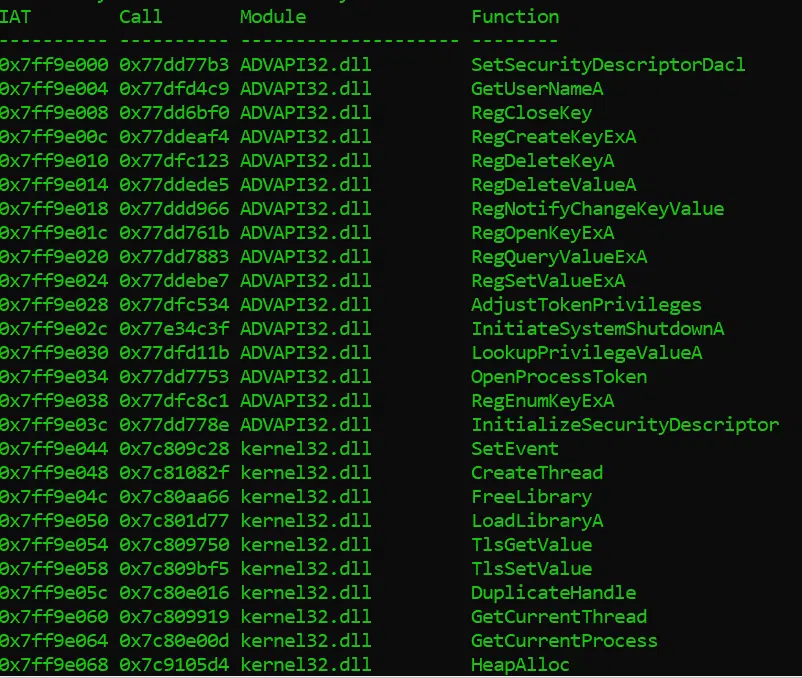 IAT Call Module Function
---------- ---------- -------------------- --------
0x7ff9e000 0x77dd77b3 ADVAPI32.dll SetSecurityDescriptorDacl
0x7ff9e004 0x77dfd4c9 ADVAPI32.dll GetUserNameA
0x7ff9e008 0x77dd6bf0 ADVAPI32.dll RegCloseKey
0x7ff9e00c 0x77ddeaf4 ADVAPI32.dll RegCreateKeyExA
0x7ff9e010 0x77dfc123 ADVAPI32.dll RegDeleteKeyA
0x7ff9e014 0x77ddede5 ADVAPI32.dll RegDeleteValueA
0x7ff9e018 0x77ddd966 ADVAPI32.dll RegNotifyChangeKeyValue
0x7ff9e01c 0x77dd761b ADVAPI32.dll RegOpenKeyExA
0x7ff9e020 0x77dd7883 ADVAPI32.dll RegQueryValueExA
0x7ff9e024 0x77ddebe7 ADVAPI32.dll RegSetValueExA
0x7ff9e028 0x77dfc534 ADVAPI32.dll AdjustTokenPrivileges
0x7ff9e02c 0x77e34c3f ADVAPI32.dll InitiateSystemShutdownA
0x7ff9e030 0x77dfd11b ADVAPI32.dll LookupPrivilegeValueA
0x7ff9e034 0x77dd7753 ADVAPI32.dll OpenProcessToken
0x7ff9e038 0x77dfc8c1 ADVAPI32.dll RegEnumKeyExA
0x7ff9e03c 0x77dd778e ADVAPI32.dll InitializeSecurityDescriptor
0x7ff9e044 0x7c809c28 kernel32.dll SetEvent
0x7ff9e048 0x7c81082f kernel32.dll CreateThread
0x7ff9e04c 0x7c80aa66 kernel32.dll FreeLibrary
0x7ff9e050 0x7c801d77 kernel32.dll LoadLibraryA
0x7ff9e054 0x7c809750 kernel32.dll TlsGetValue
0x7ff9e058 0x7c809bf5 kernel32.dll TlsSetValue
0x7ff9e05c 0x7c80e016 kernel32.dll DuplicateHandle
0x7ff9e060 0x7c809919 kernel32.dll GetCurrentThread
0x7ff9e064 0x7c80e00d kernel32.dll GetCurrentProcess
0x7ff9e068 0x7c9105d4 kernel32.dll HeapAlloc